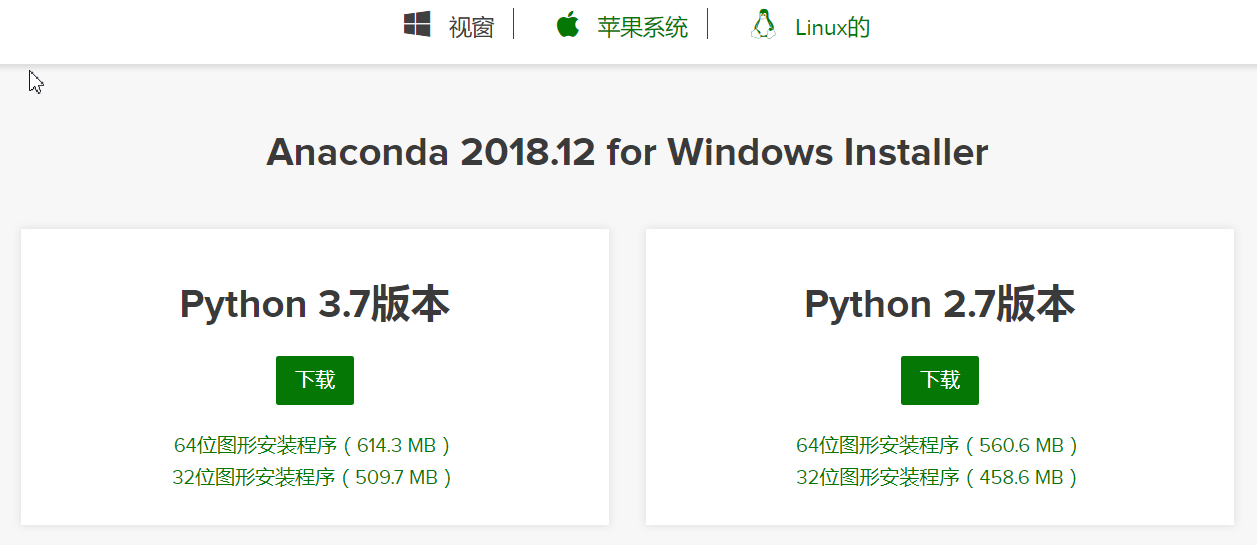 视窗 苹果系统 Linux的
Anaconda 2018.12 for Windows Installer
Python 3.7版本
下载
64位图形安装程序（614.3 MB）
32位图形安装程序（509.7 MB）
Python 2.7版本
下载
64位图形安装程序（560.6 MB）
32位图形安装程序（458.6 MB）